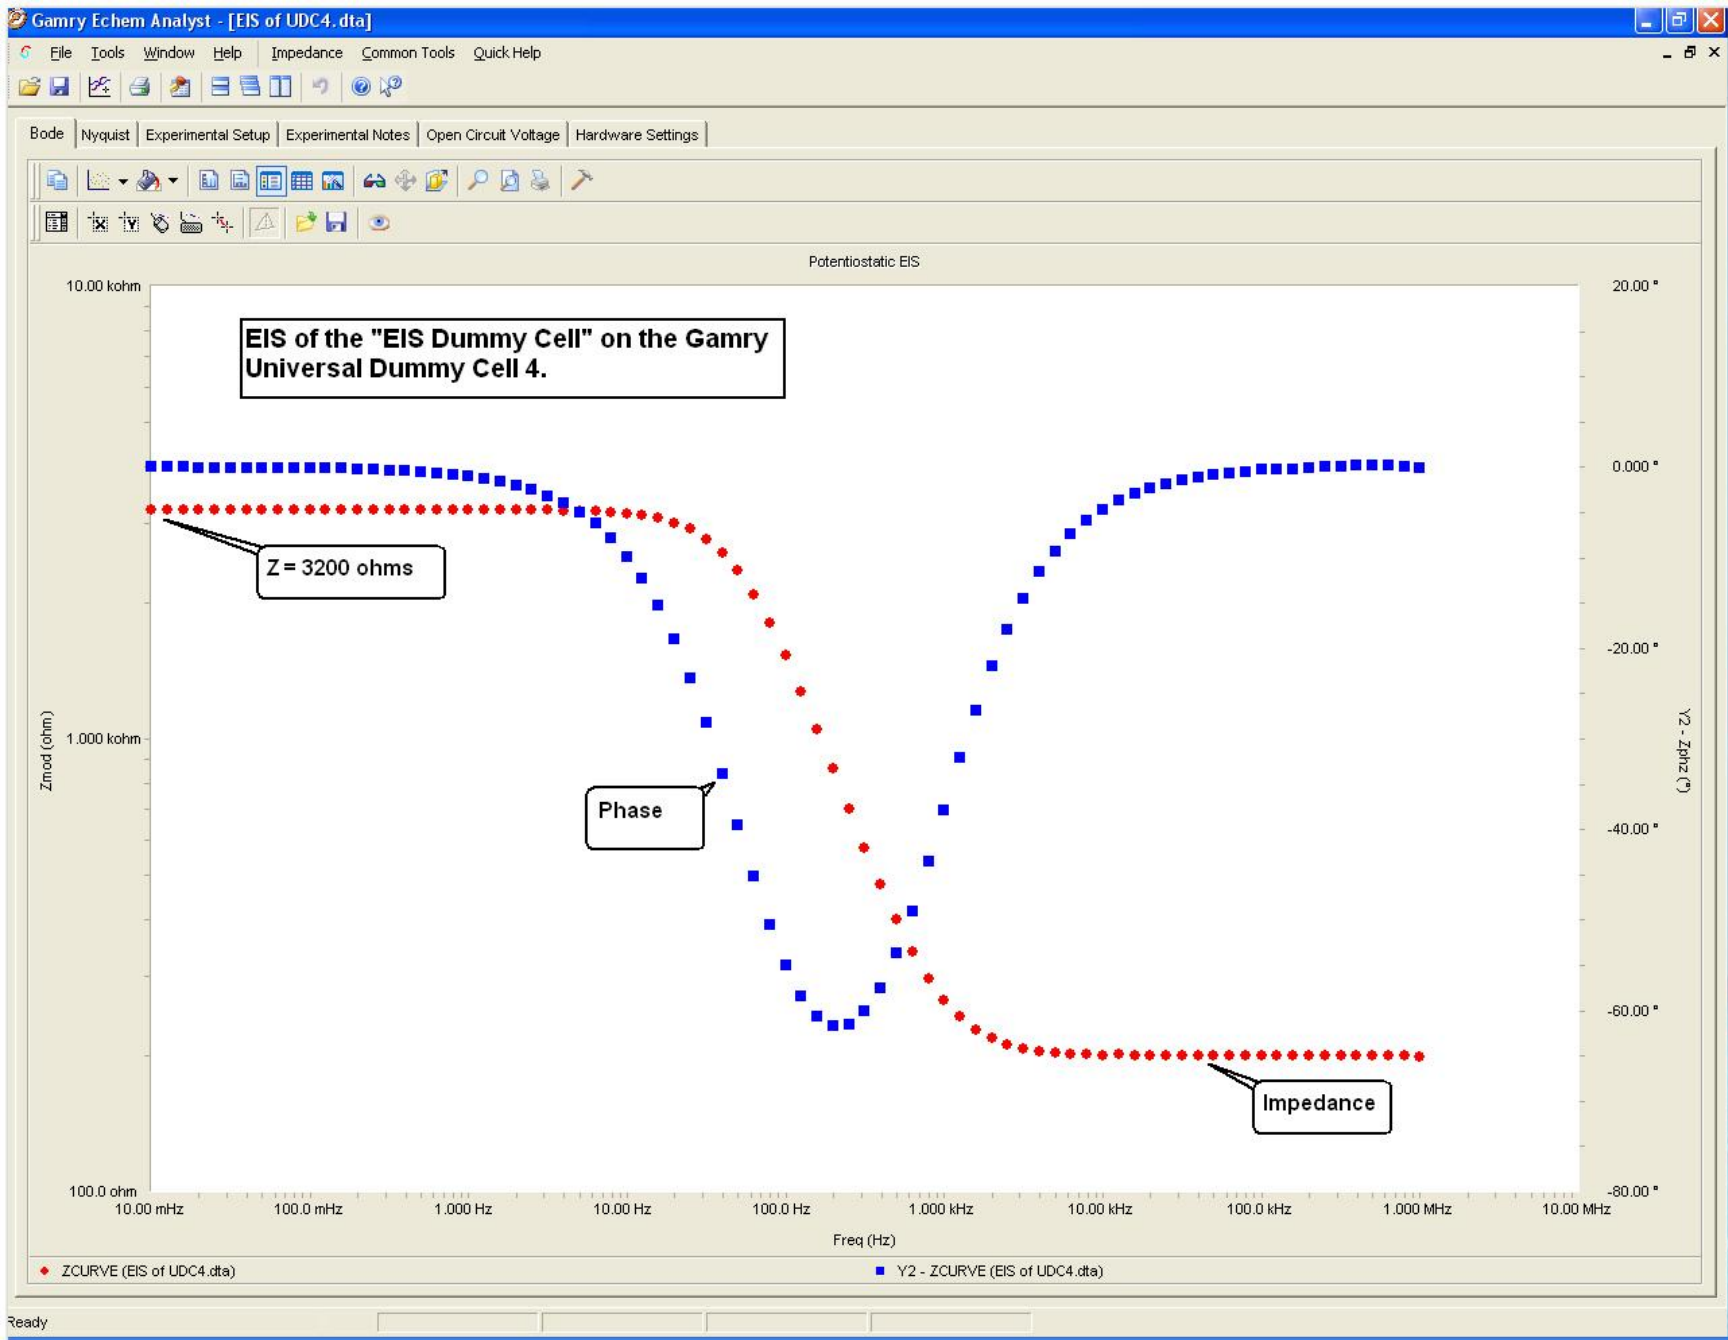 Gamry Echem Analyst - [EIS of UDC4.dta]
File Tools Window Help Impedance Common Tools Quick Help
Bode Nyquist Experimental Setup Experimental Notes Open Circuit Voltage Hardware Settings
Potentiostatic EIS
10.00 kohm
20.00 °
EIS of the "EIS Dummy Cell" on the Gamry
Universal Dummy Cell 4.
0.000 °
Z = 3200 ohms
-20.00 °
Zmod (ohm)
1.000 kohm
Y2 - Zphz (°)
Phase
-40.00 °
-60.00 °
Impedance
100.0 ohm
-80.00 °
10.00 mHz 100.0 mHz 1.000 Hz 10.00 Hz 100.0 Hz 1.000 kHz 10.00 kHz 100.0 kHz 1.000 MHz 10.00 MHz
Freq (Hz)
ZCURVE (EIS of UDC4.dta) Y2 - ZCURVE (EIS of UDC4.dta)
Ready